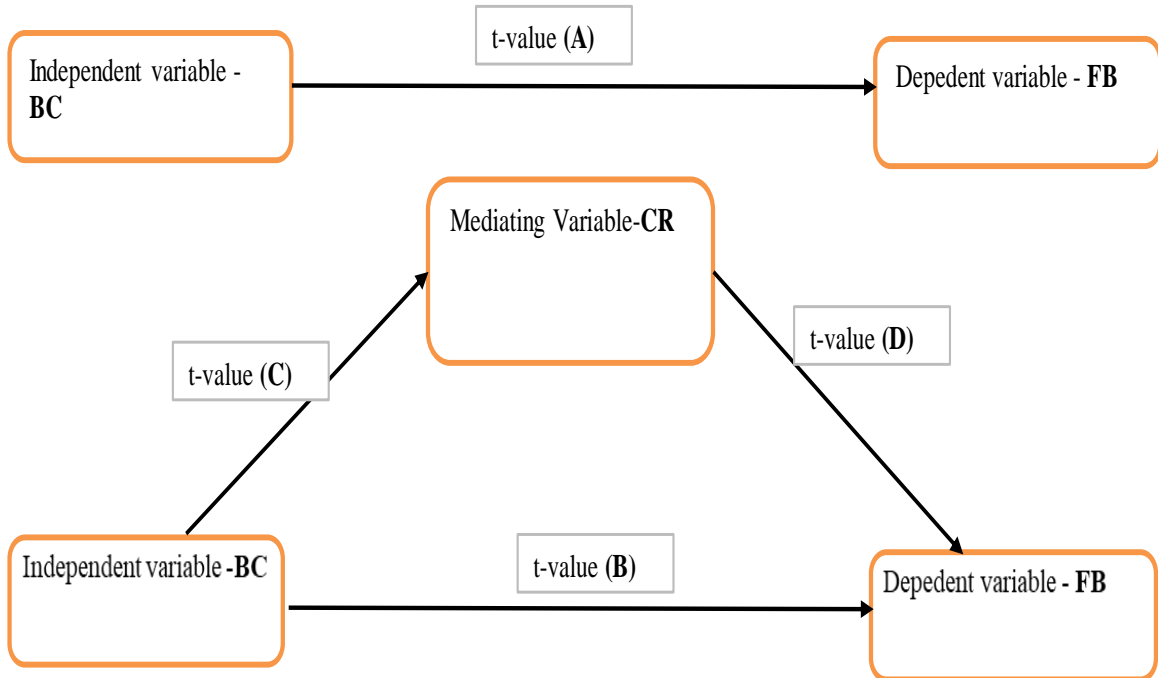 t-value (A)
Independent variable -
BC
Depedent variable - FB
Mediating Variable-CR
t-value (D)
t-value (C)
Independent variable -BC
t-value (B)
Depedent variable - FB